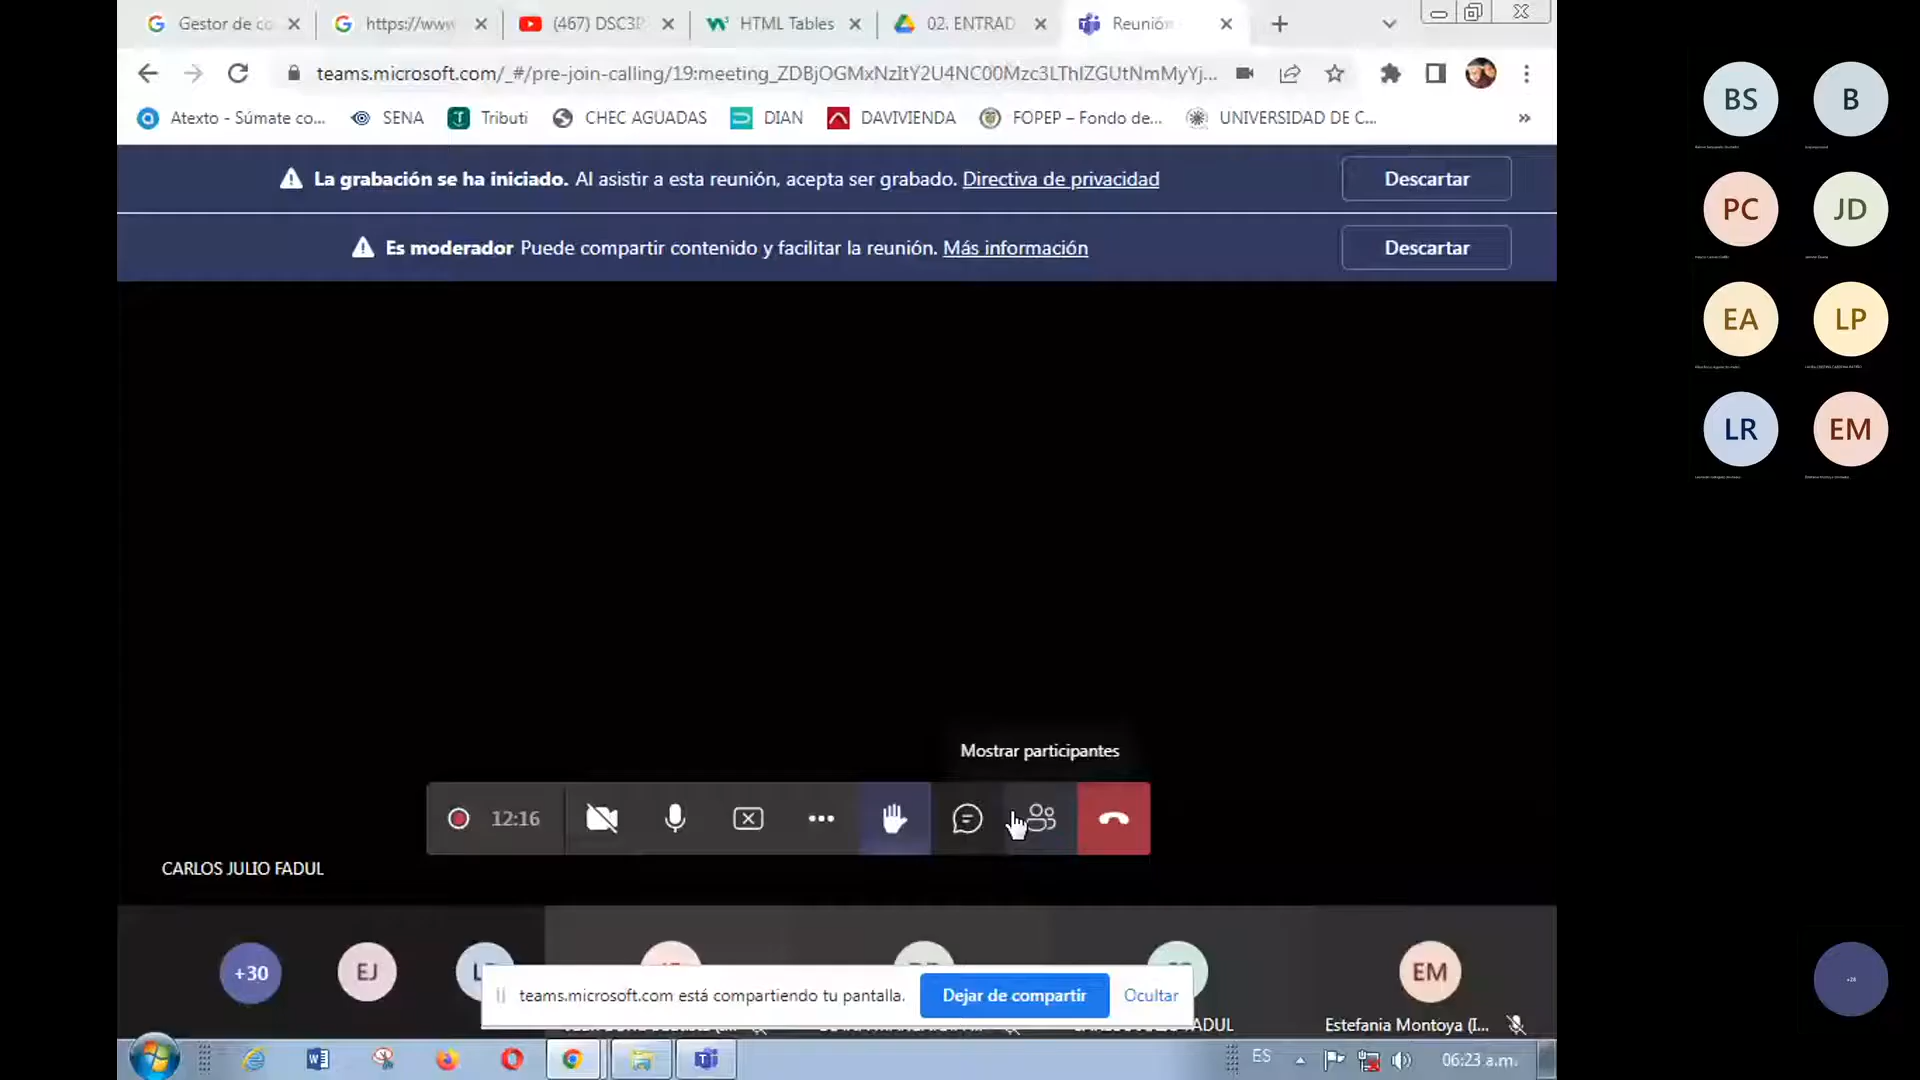 Gestor de co
https://www
(467) DSC3P
HTML Tables
02. ENTRAD
Reunión
teams.microsoft.com/_#/pre-join-calling/19:meeting_ZDBjOGMxNzItY2U4NC00Mzc3LThlZGUtNmMyYj...
Atexto - Súmate co...
SENA
Tributi
CHEC AGUADAS
DIAN
DAVIVIENDA
FOPEP – Fondo de...
UNIVERSIDAD DE C...
»
La grabación se ha iniciado. Al asistir a esta reunión, acepta ser grabado. Directiva de privacidad
Descartar
Es moderador Puede compartir contenido y facilitar la reunión. Más información
Descartar
BS
B
PC
JD
EA
LP
LR
EM
Mostrar participantes
12:16
CARLOS JULIO FADUL
+30
EJ
EM
teams.microsoft.com está compartiendo tu pantalla.
Dejar de compartir
Ocultar
Estefania Montoya (I...
ES
06:23 a.m.